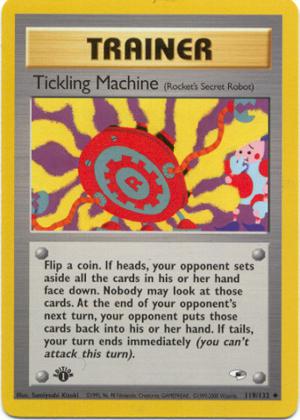 TRAINER
Tickling Machine (Rocket's Secret Robot)
R
Flip a coin. If heads, your opponent sets
aside all the cards in his or her hand
face down. Nobody may look at those
cards. At the end of your opponent's
next turn, your opponent puts those
cards back into his or her hand. If tails,
your turn ends immediately (you can't
attack this turn).
EDITION
1
Illus. Sumiyoshi Kizuki
119/132